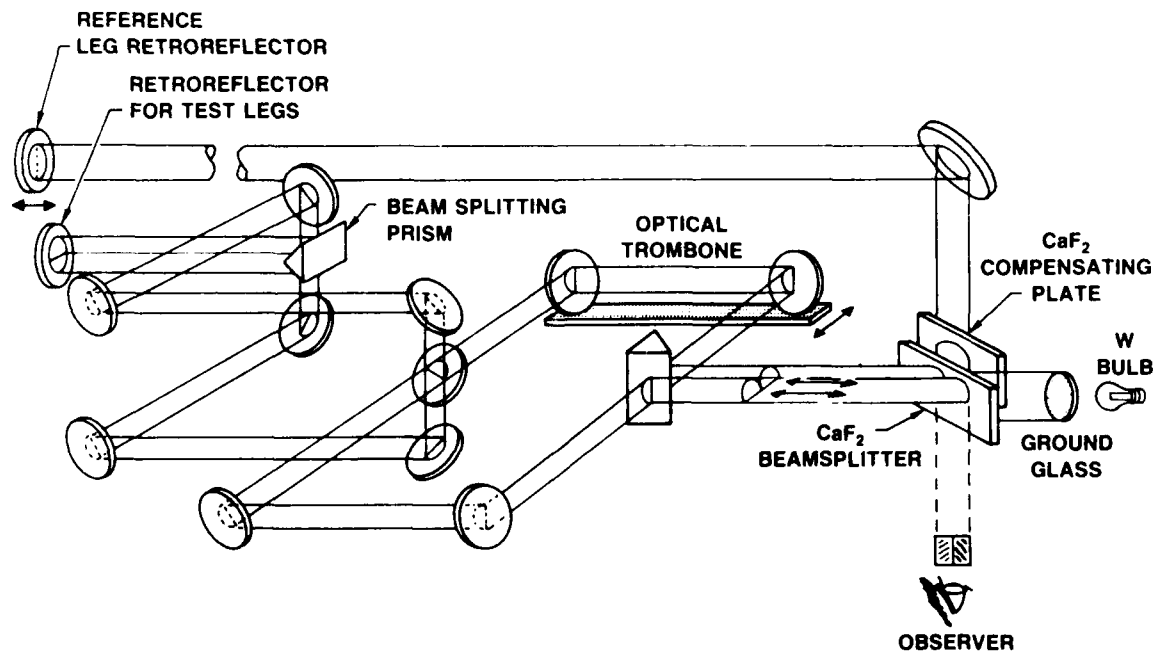 REFERENCE
LEG RETROREFLECTOR
RETROREFLECTOR
FOR TEST LEGS
BEAM SPLITTING
PRISM
OPTICAL
TROMBONE
CaF₂
COMPENSATING
PLATE
W
BULB
CaF₂
BEAMSPLITTER
GROUND
GLASS
OBSERVER